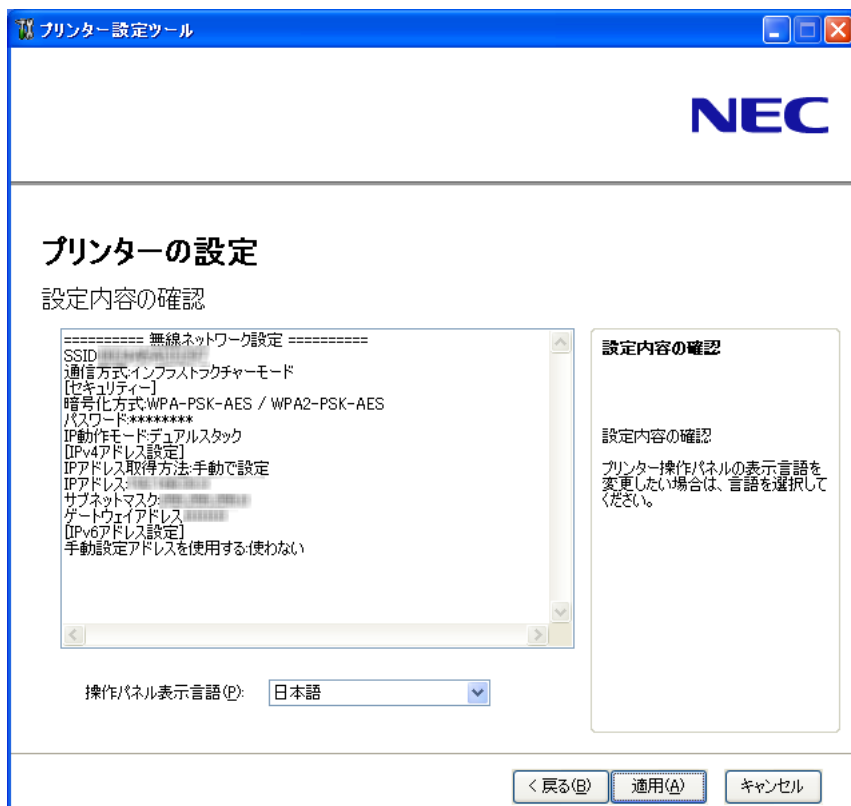 プリンター設定ツール
NEC
プリンターの設定
設定内容の確認
========== 無線ネットワーク設定 ==========
SSID
通信方式:インフラストラクチャーモード
[セキュリティー]
暗号化方式:WPA-PSK-AES / WPA2-PSK-AES
パスワード:********
IP動作モード:デュアルスタック
[IPv4アドレス設定]
IPアドレス取得方法:手動で設定
IPアドレス:
サブネットマスク:
ゲートウェイアドレス
[IPv6アドレス設定]
手動設定アドレスを使用する:使わない
操作パネル表示言語(P):
日本語
設定内容の確認
設定内容の確認
プリンター操作パネルの表示言語を
変更したい場合は、言語を選択して
ください。
< 戻る(B)
適用(A)
キャンセル